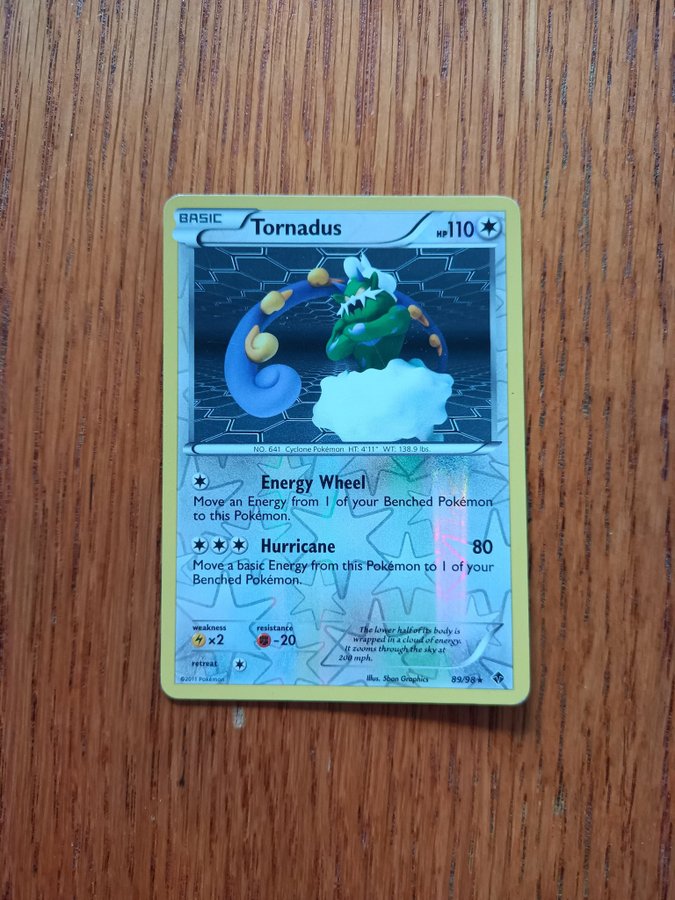 BASIC Tornadus HP110
NO. 641 Cyclone Pokémon HT: 4'11" WT: 138.9 lbs.
Energy Wheel
Move an Energy from 1 of your Benched Pokémon
to this Pokémon.
Hurricane 80
Move a basic Energy from this Pokémon to 1 of your
Benched Pokémon.
weakness resistance
×2 -20
retreat
The lower half of its body is
wrapped in a cloud of energy.
It zooms through the sky at
200 mph.
©2011 Pokémon Illus. 5ban Graphics 89/98